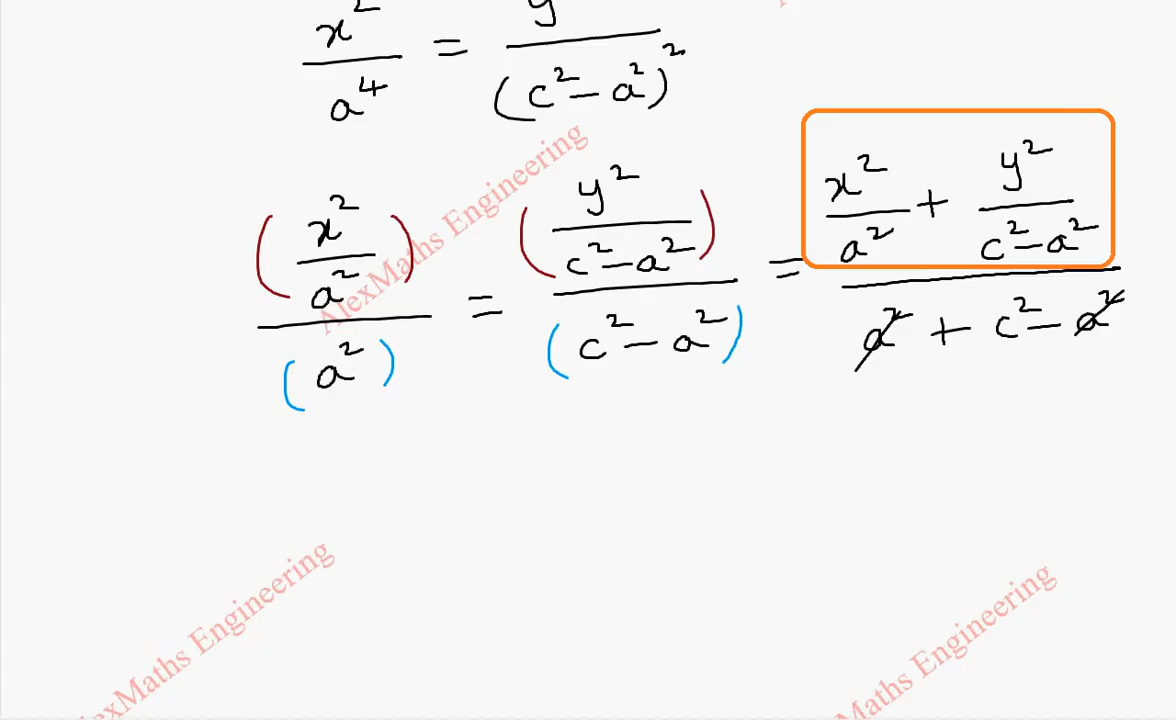 x²/a⁴ = y/(c² − a²)²
(x²/a²)/(a²) = (y²/(c² − a²))/(c² − a²) = (x²/a² + y²/(c² − a²))/(a² + c² − a²)
AlexMaths Engineering
AlexMaths Engineering
AlexMaths Engineering